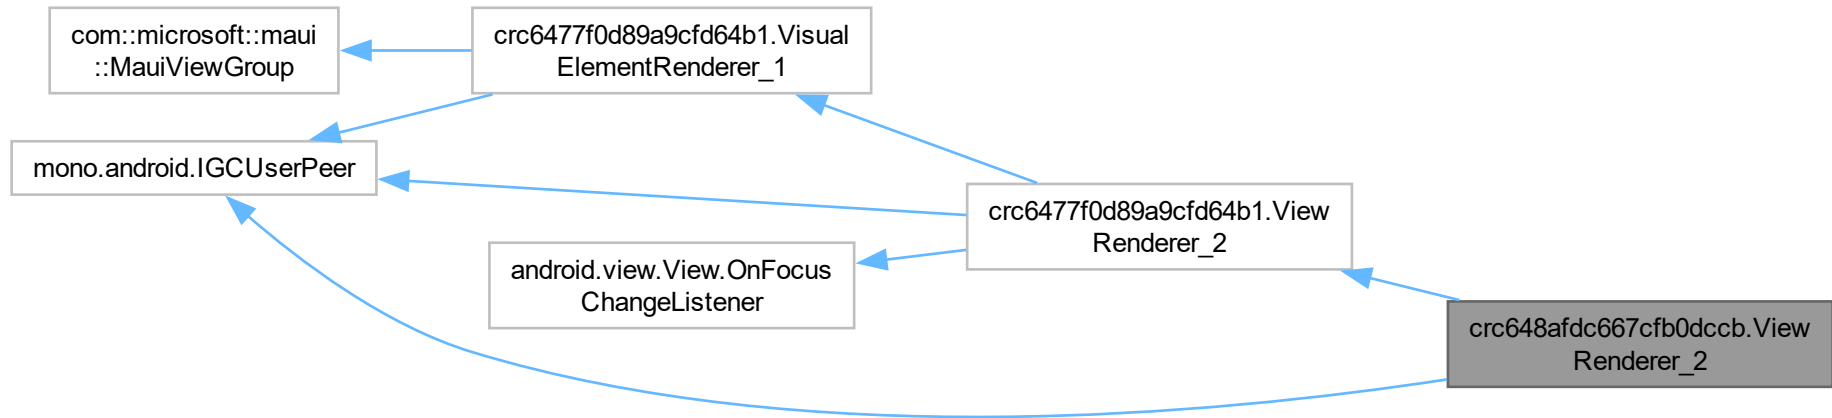 com::microsoft::maui
::MauiViewGroup
crc6477f0d89a9cfd64b1.Visual
ElementRenderer_1
mono.android.IGCUserPeer
crc6477f0d89a9cfd64b1.View
Renderer_2
android.view.View.OnFocus
ChangeListener
crc648afdc667cfb0dccb.View
Renderer_2